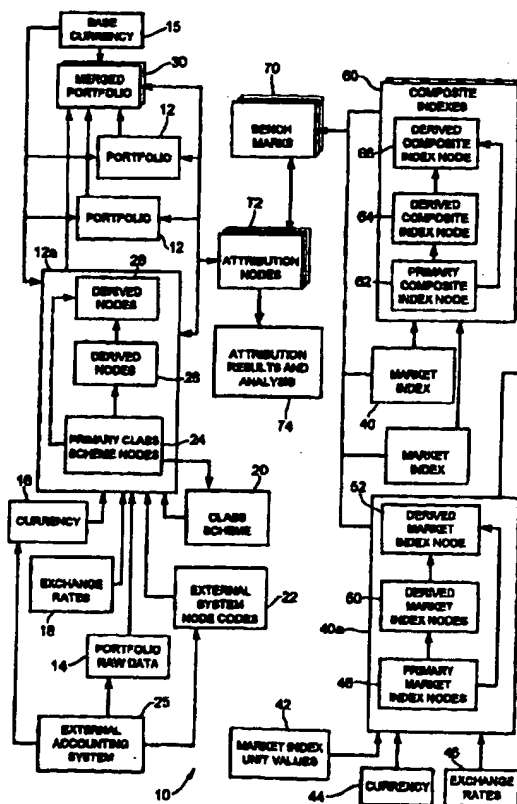 BASE
CURRENCY
15
30
MERGED
PORTFOLIO
12
PORTFOLIO
PORTFOLIO
12
12a
28
DERIVED
NODES
DERIVED
NODES
26
PRIMARY CLASS
SCHEME NODES
24
16
CURRENCY
20
CLASS
SCHEME
EXCHANGE
RATES
18
EXTERNAL
SYSTEM
NODE CODES
22
PORTFOLIO
RAW DATA
14
25
EXTERNAL
ACCOUNTING
SYSTEM
10
70
BENCH
MARKS
72
ATTRIBUTION
NODES
ATTRIBUTION
RESULTS AND
ANALYSIS
74
60
COMPOSITE
INDEXES
DERIVED
COMPOSITE
INDEX NODE
66
DERIVED
COMPOSITE
INDEX NODE
64
PRIMARY
COMPOSITE
INDEX NODE
62
MARKET
INDEX
40
MARKET
INDEX
52
DERIVED
MARKET
INDEX NODE
DERIVED
MARKET
INDEX NODES
50
40a
PRIMARY
MARKET
INDEX NODES
48
42
MARKET INDEX
UNIT VALUES
CURRENCY
44
46
EXCHANGE
RATES